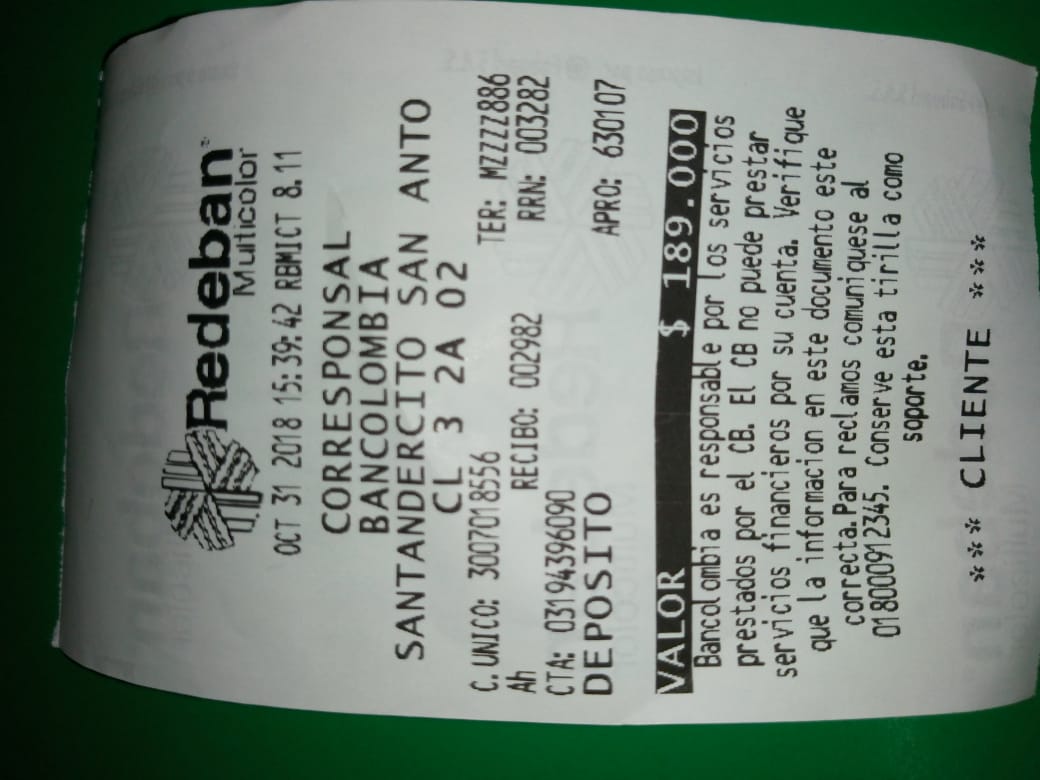 Redeban
Multicolor
OCT 31 2018 15:39:42 RBMICT 8.11
CORRESPONSAL
BANCOLOMBIA
SANTANDERCITO SAN ANTO
CL 3 2A 02
C. UNICO: 3007018556 TER: MZZZZ886
Ah RECIBO: 002982 RRN: 003282
CTA: 03194396090
DEPOSITO APRO: 630107
VALOR $ 189.000
Bancolombia es responsable por los servicios
prestados por el CB. El CB no puede prestar
servicios financieros por su cuenta. Verifique
que la informacion en este documento este
correcta.Para reclamos comuniquese al
018000912345. Conserve esta tirilla como
soporte.
*** CLIENTE ***